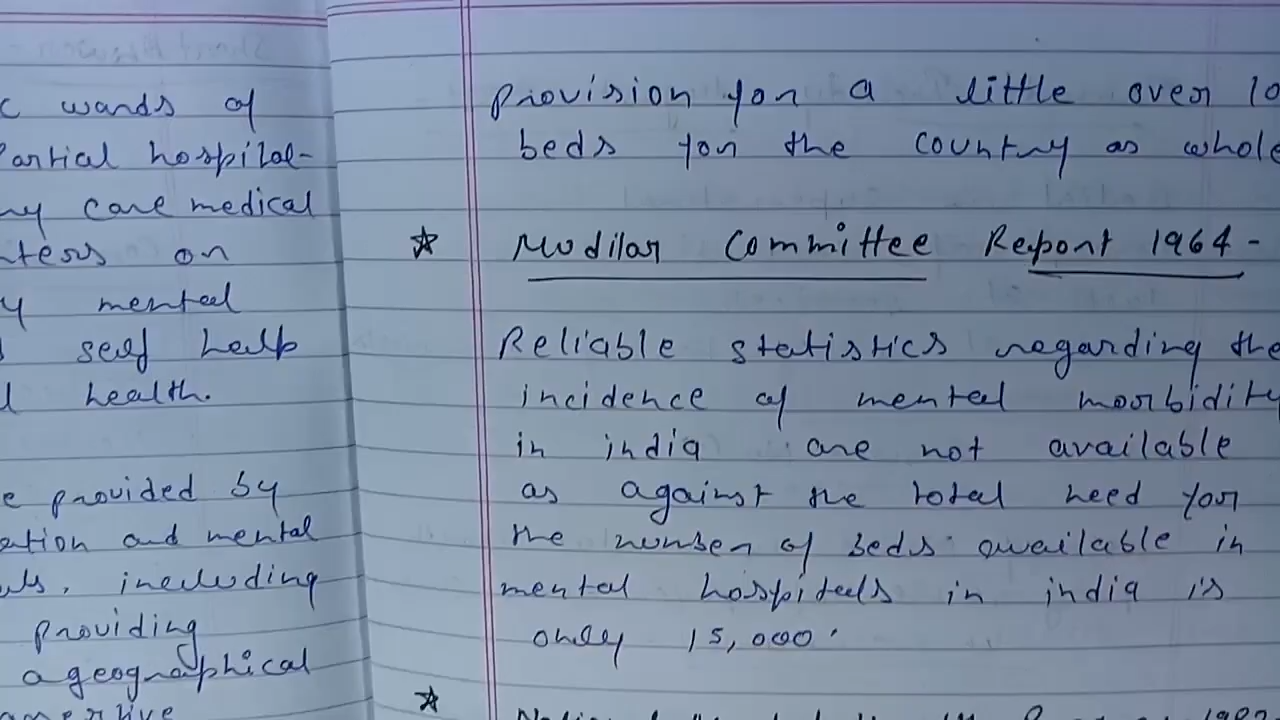 wards of
Partial hospital-
care medical
on
mental
self help
health.
provided by
and mental
including
providing
a geographical
provision for a little over 10
beds for the country as whole
☆ Mudilar Committee Report 1964 -
Reliable statistics regarding the
incidence of mental morbidity
in india are not available
as against the total need for
the number of beds available in
mental hospitals in india is
only 15,000.
☆